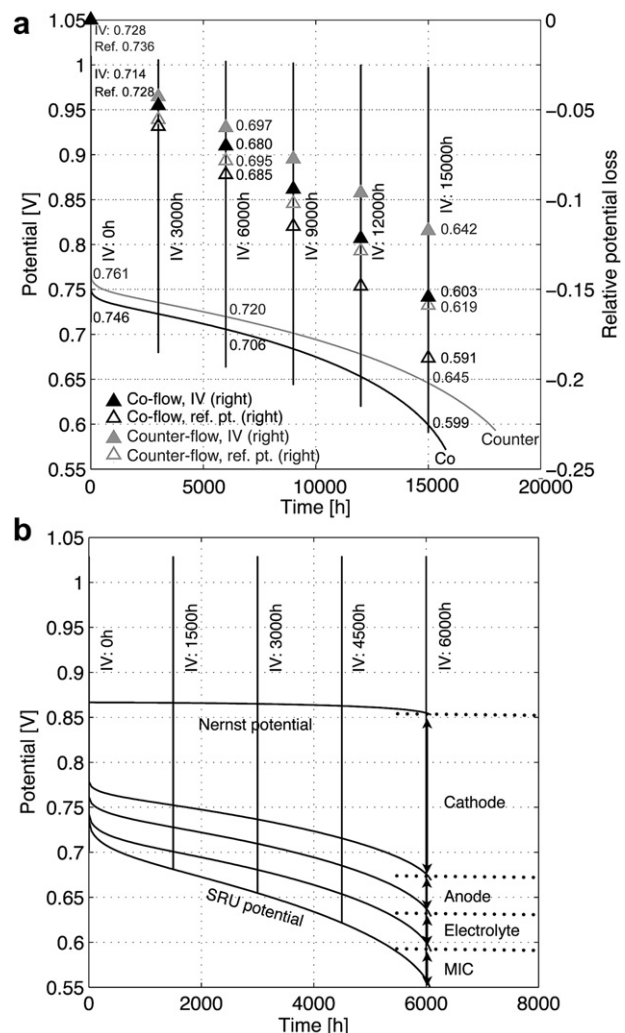 a
1.05
1
0.95
0.9
0.85
0.8
0.75
0.7
0.65
0.6
0.55
Potential [V]
IV: 0.728
Ref. 0.736
IV: 0.714
Ref. 0.728
IV: 0h
IV: 3000h
IV: 6000h
IV: 9000h
IV: 12000h
IV: 15000h
0.697
0.680
0.695
0.685
0.642
0.603
0.619
0.591
0.761
0.746
0.720
0.706
0.645
0.599
Counter
Co
Co-flow, IV (right)
Co-flow, ref. pt. (right)
Counter-flow, IV (right)
Counter-flow, ref. pt. (right)
0
−0.05
−0.1
−0.15
−0.2
−0.25
Relative potential loss
0
5000
10000
15000
20000
Time [h]
b
1.05
1
0.95
0.9
0.85
0.8
0.75
0.7
0.65
0.6
0.55
Potential [V]
IV: 0h
IV: 1500h
IV: 3000h
IV: 4500h
IV: 6000h
Nernst potential
SRU potential
Cathode
Anode
Electrolyte
MIC
0
2000
4000
6000
8000
Time [h]